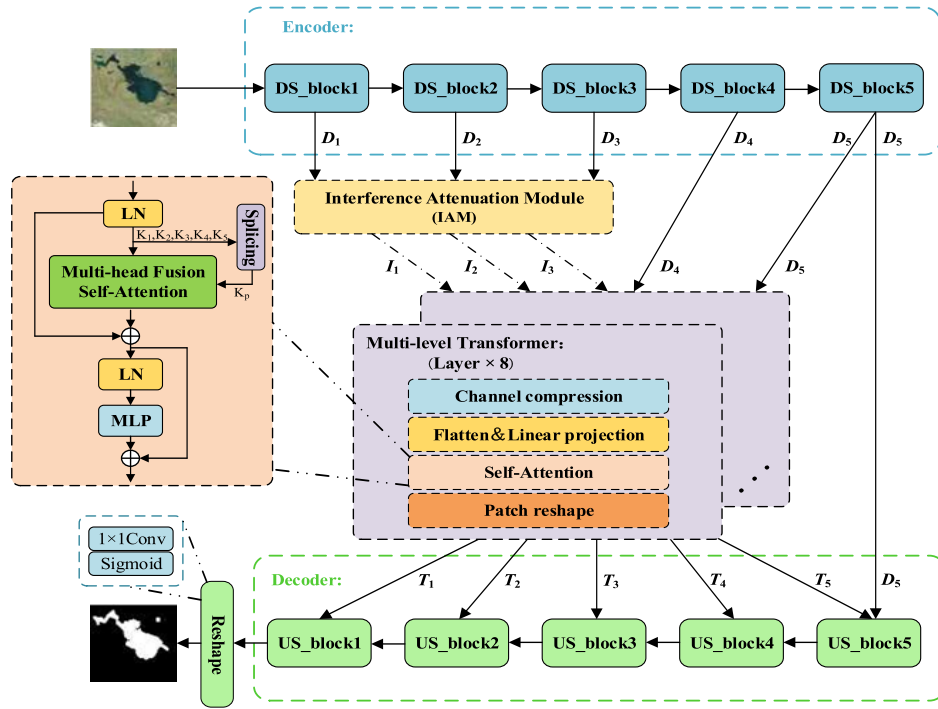 Encoder:
DS_block1
DS_block2
DS_block3
DS_block4
DS_block5
D1
D2
D3
D4
D5
D5
Interference Attenuation Module
(IAM)
I1
I2
I3
D4
D5
LN
K1,K2,K3,K4,K5
Splicing
Multi-head Fusion
Self-Attention
Kp
LN
MLP
Multi-level Transformer:
(Layer × 8)
Channel compression
Flatten&Linear projection
Self-Attention
Patch reshape
1×1Conv
Sigmoid
Reshape
Decoder:
T1
T2
T3
T4
T5
D5
US_block1
US_block2
US_block3
US_block4
US_block5